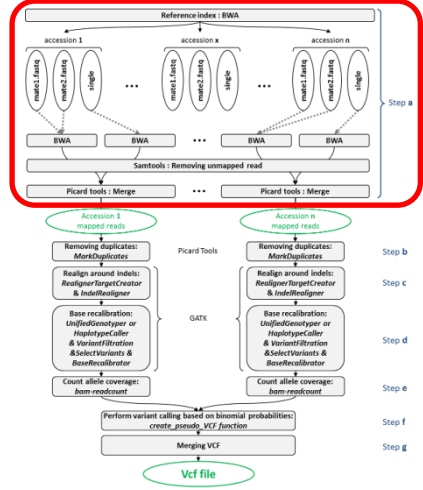 Reference index : BWA
accession 1
accession x
accession n
mate1.fastq
mate2.fastq
single
...
mate1.fastq
mate2.fastq
single
...
mate1.fastq
mate2.fastq
single
Step a
BWA
BWA
...
BWA
BWA
Samtools : Removing unmapped read
Picard tools : Merge
...
Picard tools : Merge
Accession 1
mapped reads
Accession n
mapped reads
Removing duplicates:
MarkDuplicates
Picard Tools
Removing duplicates:
MarkDuplicates
Step b
Realign around indels:
RealignerTargetCreator
& IndelRealigner
Realign around indels:
RealignerTargetCreator
& IndelRealigner
Step c
GATK
Base recalibration:
UnifiedGenotyper or
HaplotypeCaller
& VariantFiltration
&SelectVariants &
BaseRecalibrator
Base recalibration:
UnifiedGenotyper or
HaplotypeCaller
& VariantFiltration
&SelectVariants &
BaseRecalibrator
Step d
Count allele coverage:
bam-readcount
Count allele coverage:
bam-readcount
Step e
Perform variant calling based on binomial probabilities:
create_pseudo_VCF function
Step f
Merging VCF
Step g
Vcf file